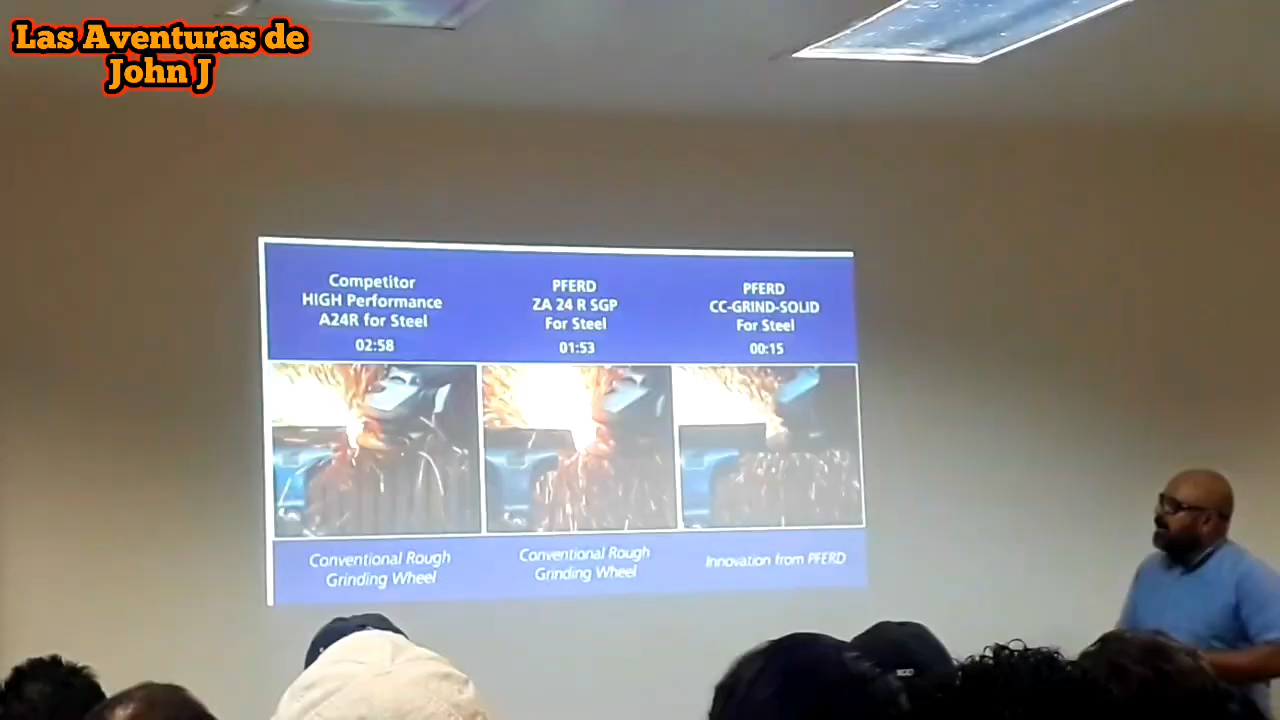 Las Aventuras de
John J
Competitor
HIGH Performance
A24R for Steel
02:58
PFERD
ZA 24 R SGP
For Steel
01:53
PFERD
CC-GRIND-SOLID
For Steel
00:15
Conventional Rough
Grinding Wheel
Conventional Rough
Grinding Wheel
Innovation from PFERD